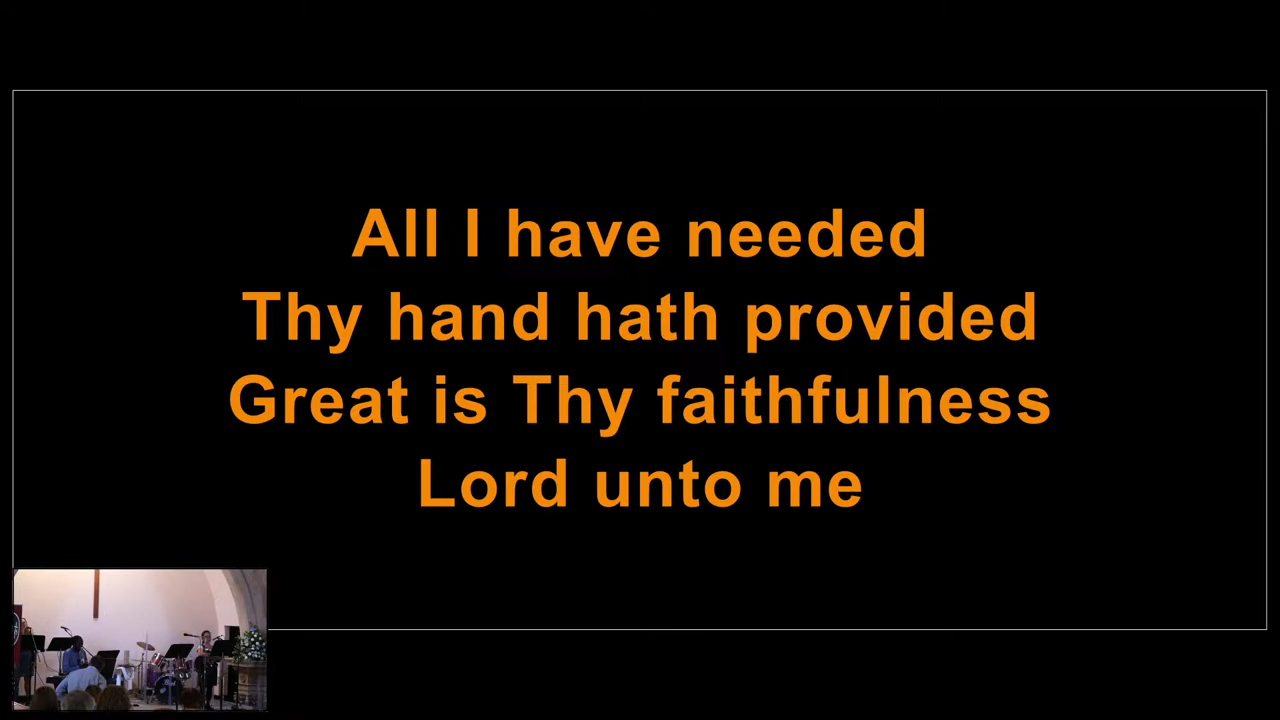 All I have needed
Thy hand hath provided
Great is Thy faithfulness
Lord unto me